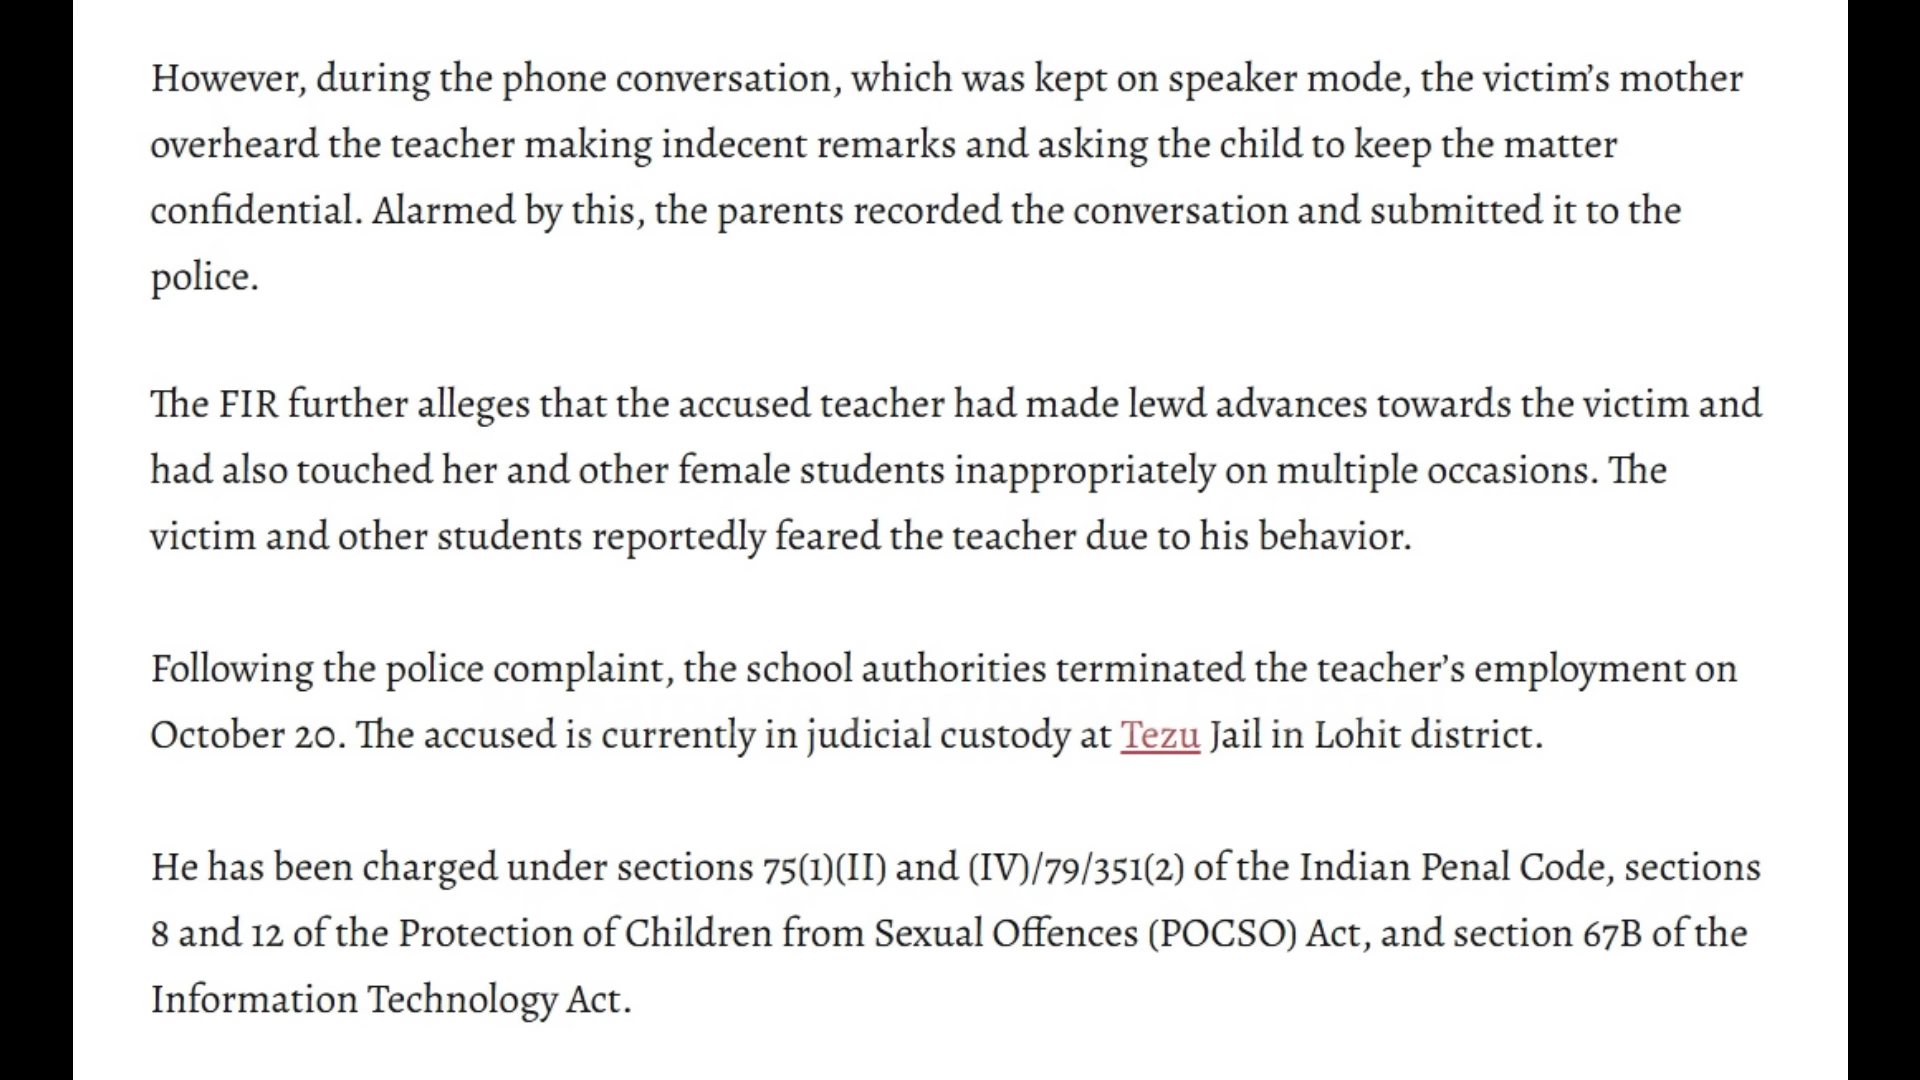 However, during the phone conversation, which was kept on speaker mode, the victim’s mother
overheard the teacher making indecent remarks and asking the child to keep the matter
confidential. Alarmed by this, the parents recorded the conversation and submitted it to the
police.
The FIR further alleges that the accused teacher had made lewd advances towards the victim and
had also touched her and other female students inappropriately on multiple occasions. The
victim and other students reportedly feared the teacher due to his behavior.
Following the police complaint, the school authorities terminated the teacher’s employment on
October 20. The accused is currently in judicial custody at Tezu Jail in Lohit district.
He has been charged under sections 75(1)(II) and (IV)/79/351(2) of the Indian Penal Code, sections
8 and 12 of the Protection of Children from Sexual Offences (POCSO) Act, and section 67B of the
Information Technology Act.